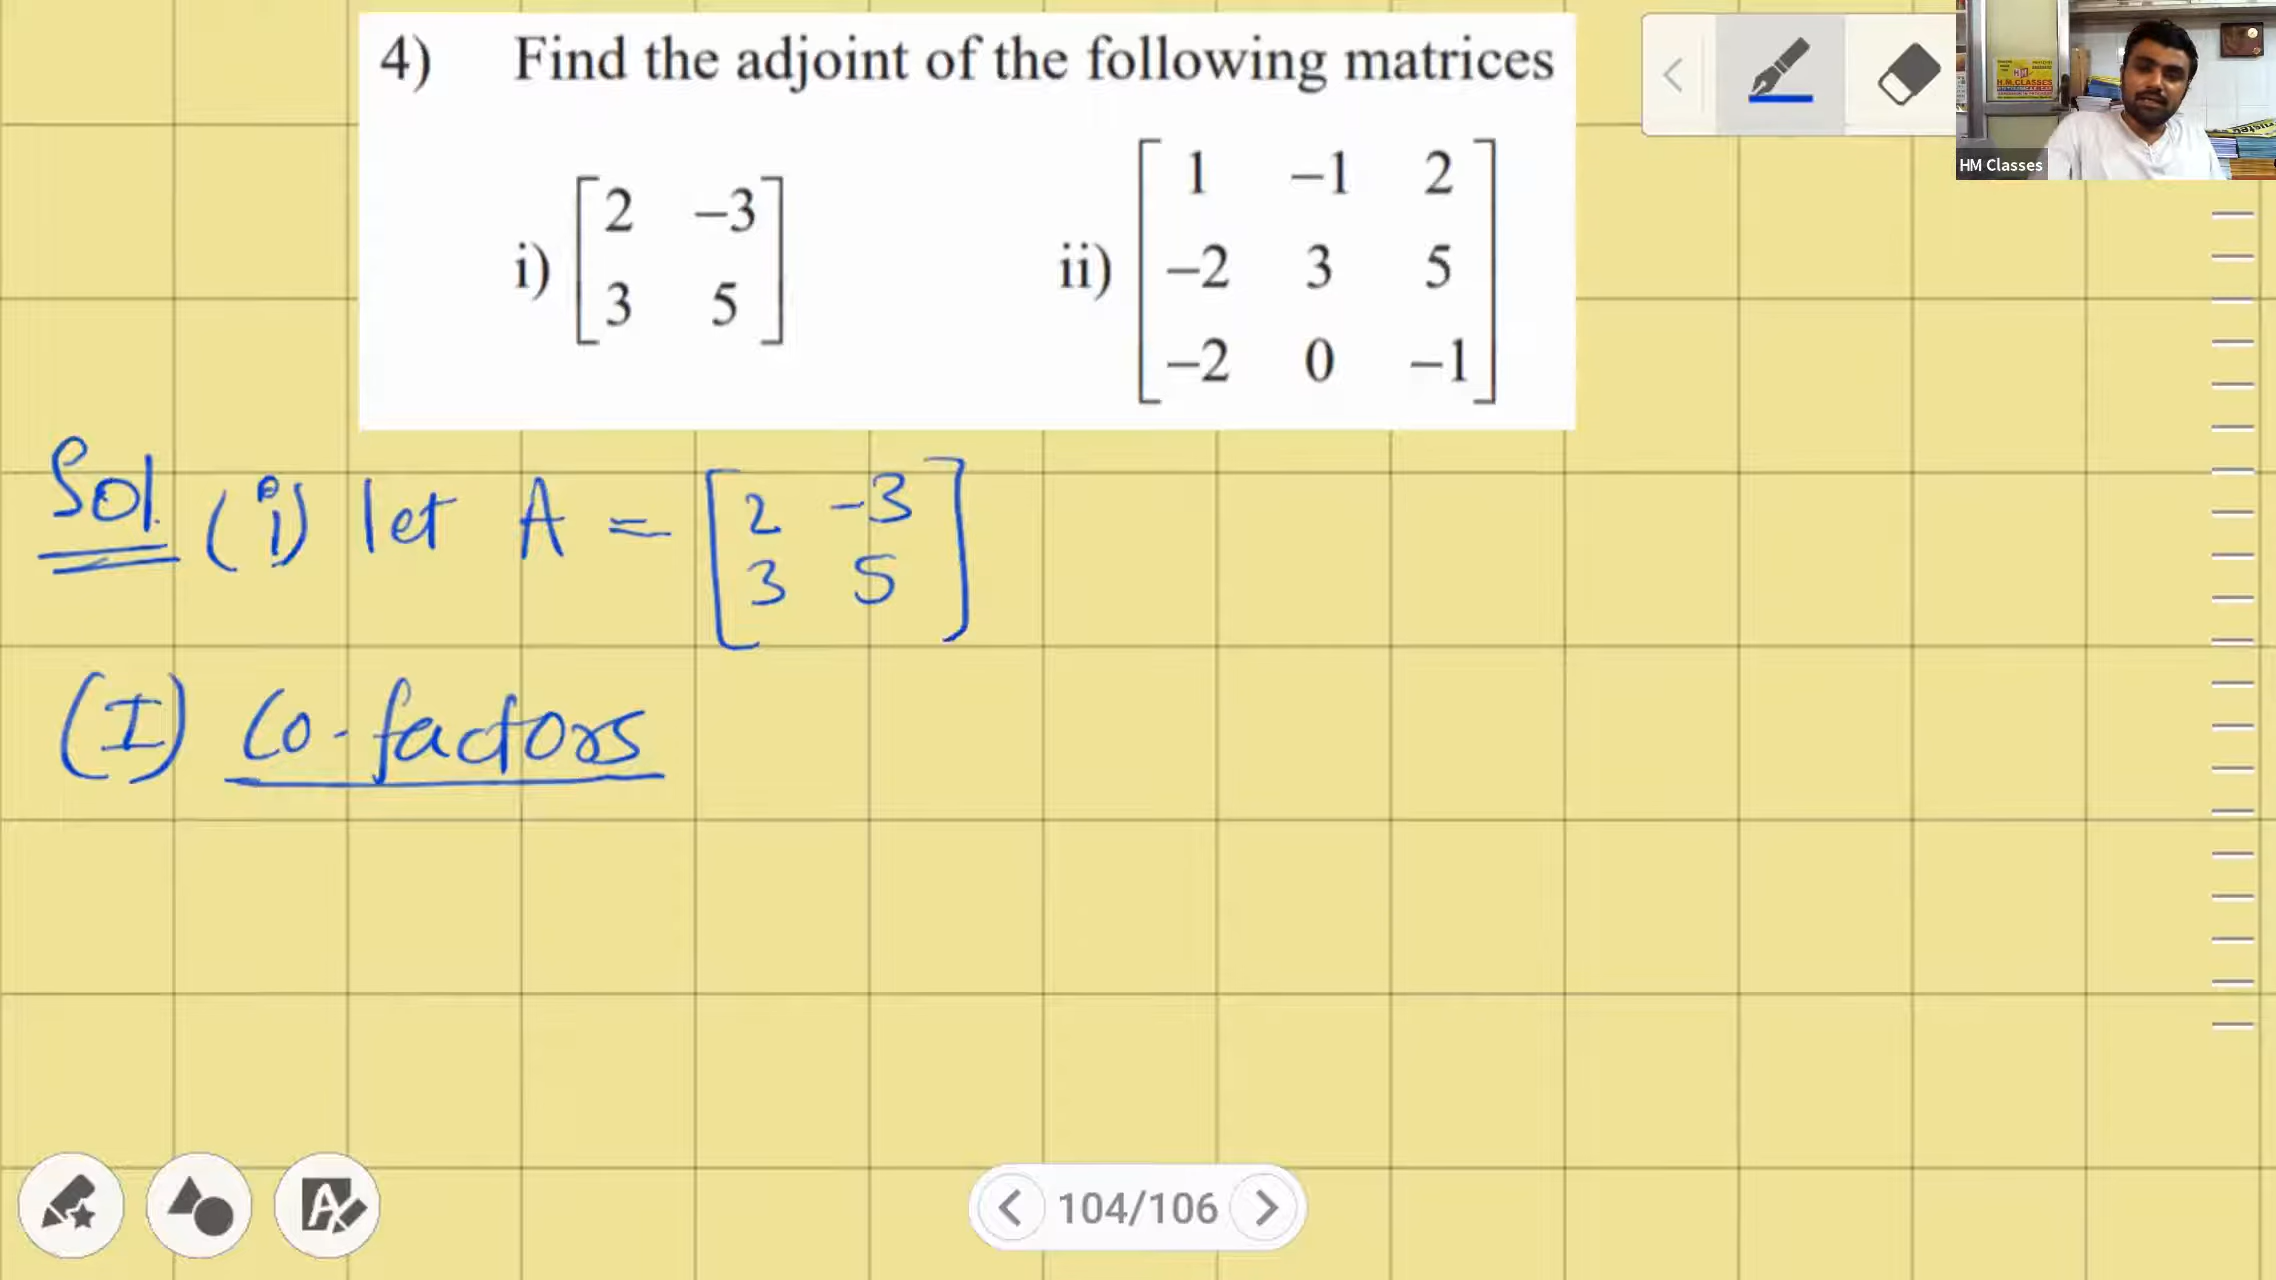 4) Find the adjoint of the following matrices
i) [2 −3
3 5]
ii) [1 −1 2
−2 3 5
−2 0 −1]
Sol. (i) let A = [2 -3
3 5]
(I) Co-factors
HM Classes
H.M.CLASSES
104/106